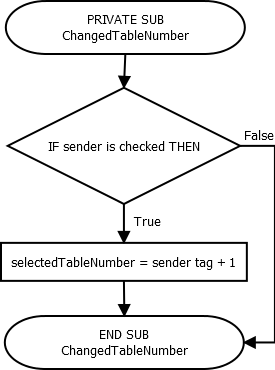 PRIVATE SUB
ChangedTableNumber
IF sender is checked THEN
False
True
selectedTableNumber = sender tag + 1
END SUB
ChangedTableNumber